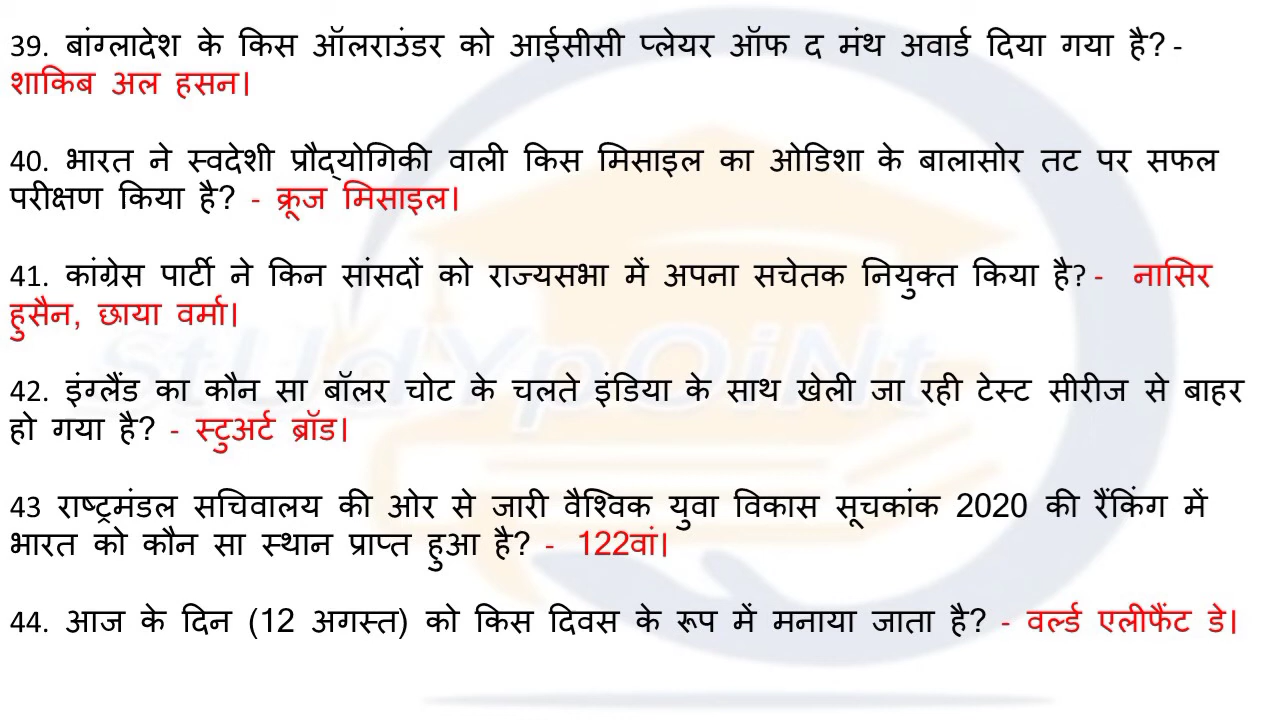 39. बांग्लादेश के किस ऑलराउंडर को आईसीसी प्लेयर ऑफ द मंथ अवार्ड दिया गया है? -
शाकिब अल हसन।
40. भारत ने स्वदेशी प्रौद्योगिकी वाली किस मिसाइल का ओडिशा के बालासोर तट पर सफल
परीक्षण किया है? - क्रूज मिसाइल।
41. कांग्रेस पार्टी ने किन सांसदों को राज्यसभा में अपना सचेतक नियुक्त किया है? - नासिर
हुसैन, छाया वर्मा।
stUdYpOiNt
42. इंग्लैंड का कौन सा बॉलर चोट के चलते इंडिया के साथ खेली जा रही टेस्ट सीरीज से बाहर
हो गया है? - स्टुअर्ट ब्रॉड।
43 राष्ट्रमंडल सचिवालय की ओर से जारी वैश्विक युवा विकास सूचकांक 2020 की रैंकिंग में
भारत को कौन सा स्थान प्राप्त हुआ है? - 122वां।
44. आज के दिन (12 अगस्त) को किस दिवस के रूप में मनाया जाता है? - वर्ल्ड एलीफैंट डे।